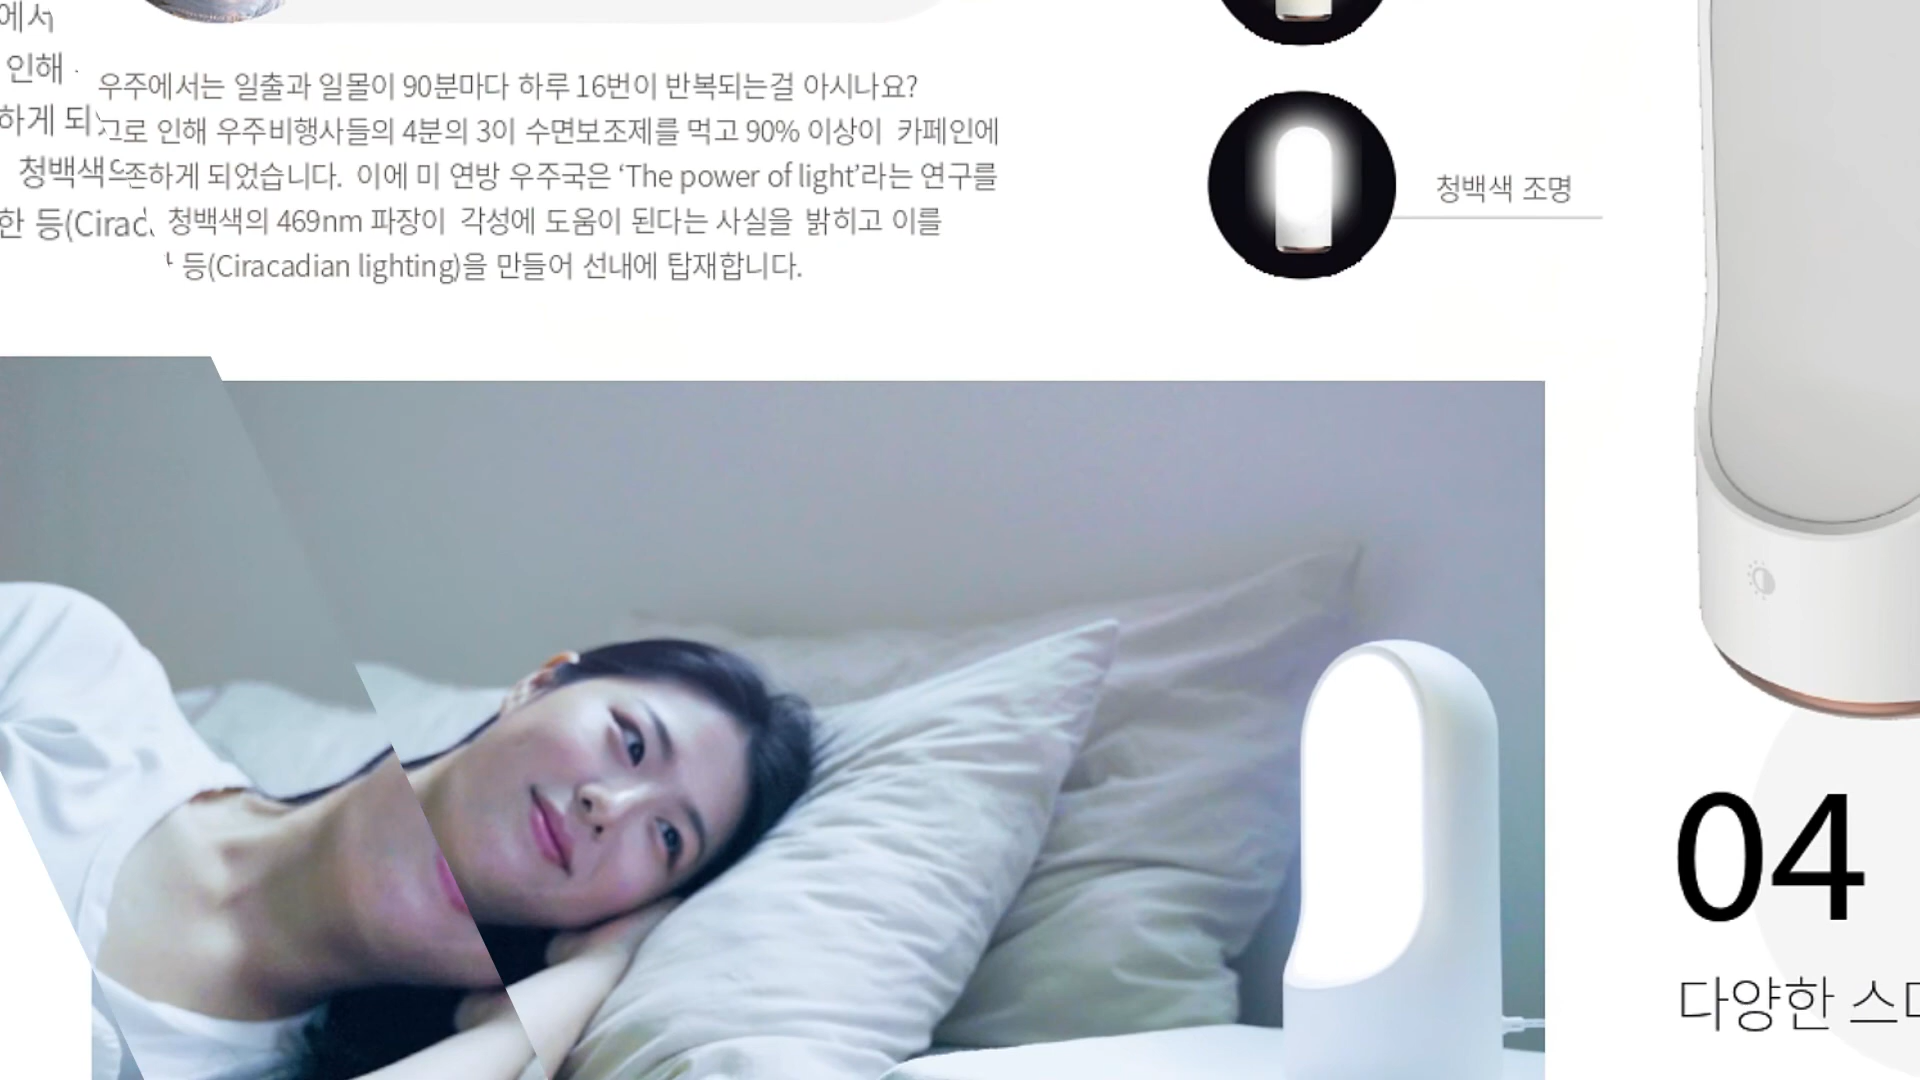 에서
인해
하게 되
청백색으
한 등(Cirac
우주에서는 일출과 일몰이 90분마다 하루 16번이 반복되는걸 아시나요?
그로 인해 우주비행사들의 4분의 3이 수면보조제를 먹고 90% 이상이 카페인에
존하게 되었습니다. 이에 미 연방 우주국은 ‘The power of light’라는 연구를
청백색의 469nm 파장이 각성에 도움이 된다는 사실을 밝히고 이를
등(Ciracadian lighting)을 만들어 선내에 탑재합니다.
청백색 조명
04
다양한 스마